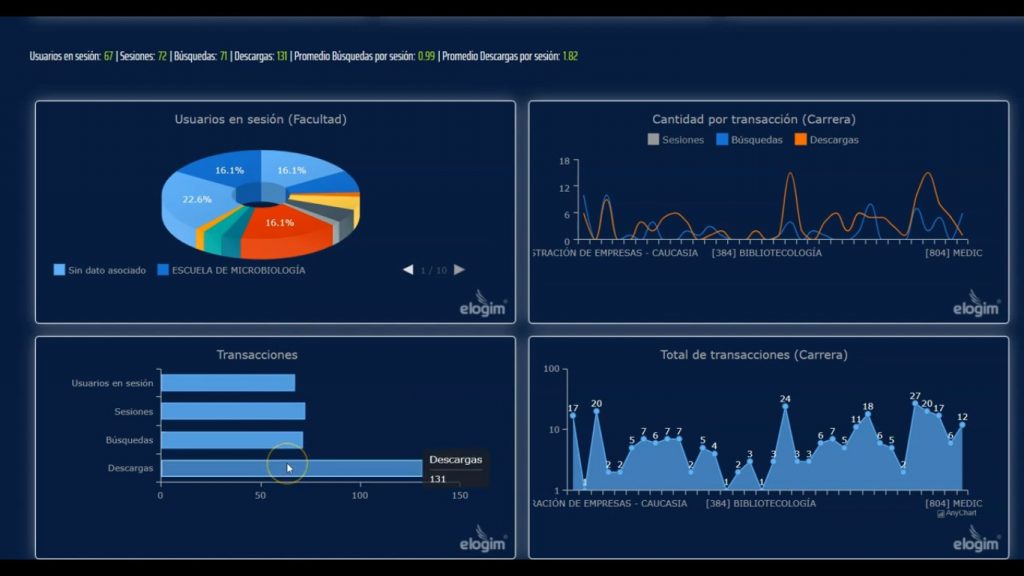 Usuarios en sesión: 67 | Sesiones: 72 | Búsquedas: 71 | Descargas: 131 | Promedio Búsquedas por sesión: 0.99 | Promedio Descargas por sesión: 1.82
Usuarios en sesión (Facultad)
16.1% 16.1%
22.6%
16.1%
Sin dato asociado ESCUELA DE MICROBIOLOGÍA 1 / 10
elogim
Cantidad por transacción (Carrera)
Sesiones Búsquedas Descargas
18
12
6
0
STRACIÓN DE EMPRESAS - CAUCASIA [384] BIBLIOTECOLOGÍA [804] MEDIC
elogim
Transacciones
Usuarios en sesión
Sesiones
Búsquedas
Descargas
Descargas
131
0 50 100 150
elogim
Total de transacciones (Carrera)
100
10
1
17 1 20 2 2 5 7 6 7 7 2 5 4 1 2 3 1 3 24 3 3 6 7 5 11 18 6 5 2 27 20 17 6 12
RACIÓN DE EMPRESAS - CAUCASIA [384] BIBLIOTECOLOGÍA [804] MEDIC
AnyChart
elogim